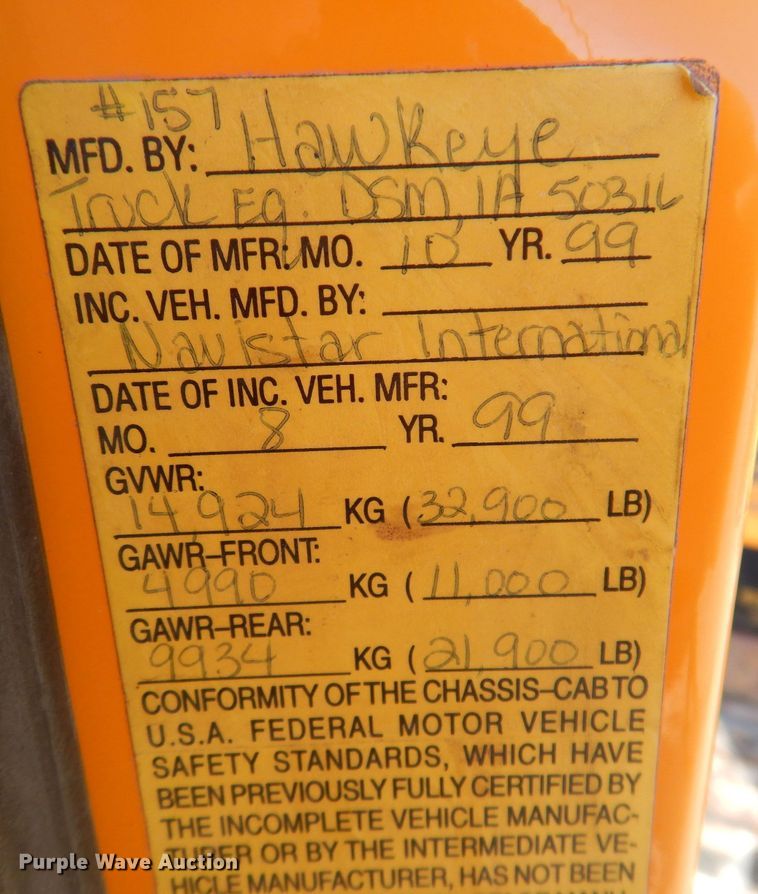 #157
MFD. BY: Hawkeye
Truck Eq. DSM, IA 50316
DATE OF MFR: MO. 10 YR. 99
INC. VEH. MFD. BY:
Navistar International
DATE OF INC. VEH. MFR:
MO. 8 YR. 99
GVWR:
14,924 KG (32,900 LB)
GAWR-FRONT:
4990 KG (11,000 LB)
GAWR-REAR:
9934 KG (21,900 LB)
CONFORMITY OF THE CHASSIS-CAB TO
U.S.A. FEDERAL MOTOR VEHICLE
SAFETY STANDARDS, WHICH HAVE
BEEN PREVIOUSLY FULLY CERTIFIED BY
THE INCOMPLETE VEHICLE MANUFAC-
TURER OR BY THE INTERMEDIATE VE-
HICLE MANUFACTURER, HAS NOT BEEN
Purple Wave Auction